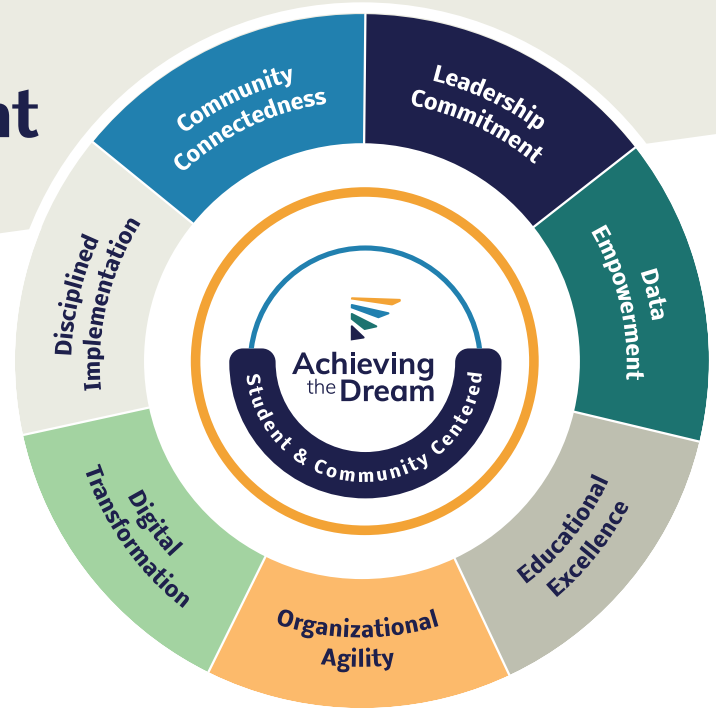 nt
Leadership
Commitment
Data
Empowerment
Educational
Excellence
Organizational
Agility
Digital
Transformation
Disciplined
Implementation
Community
Connectedness
Achieving
the Dream
Student & Community Centered